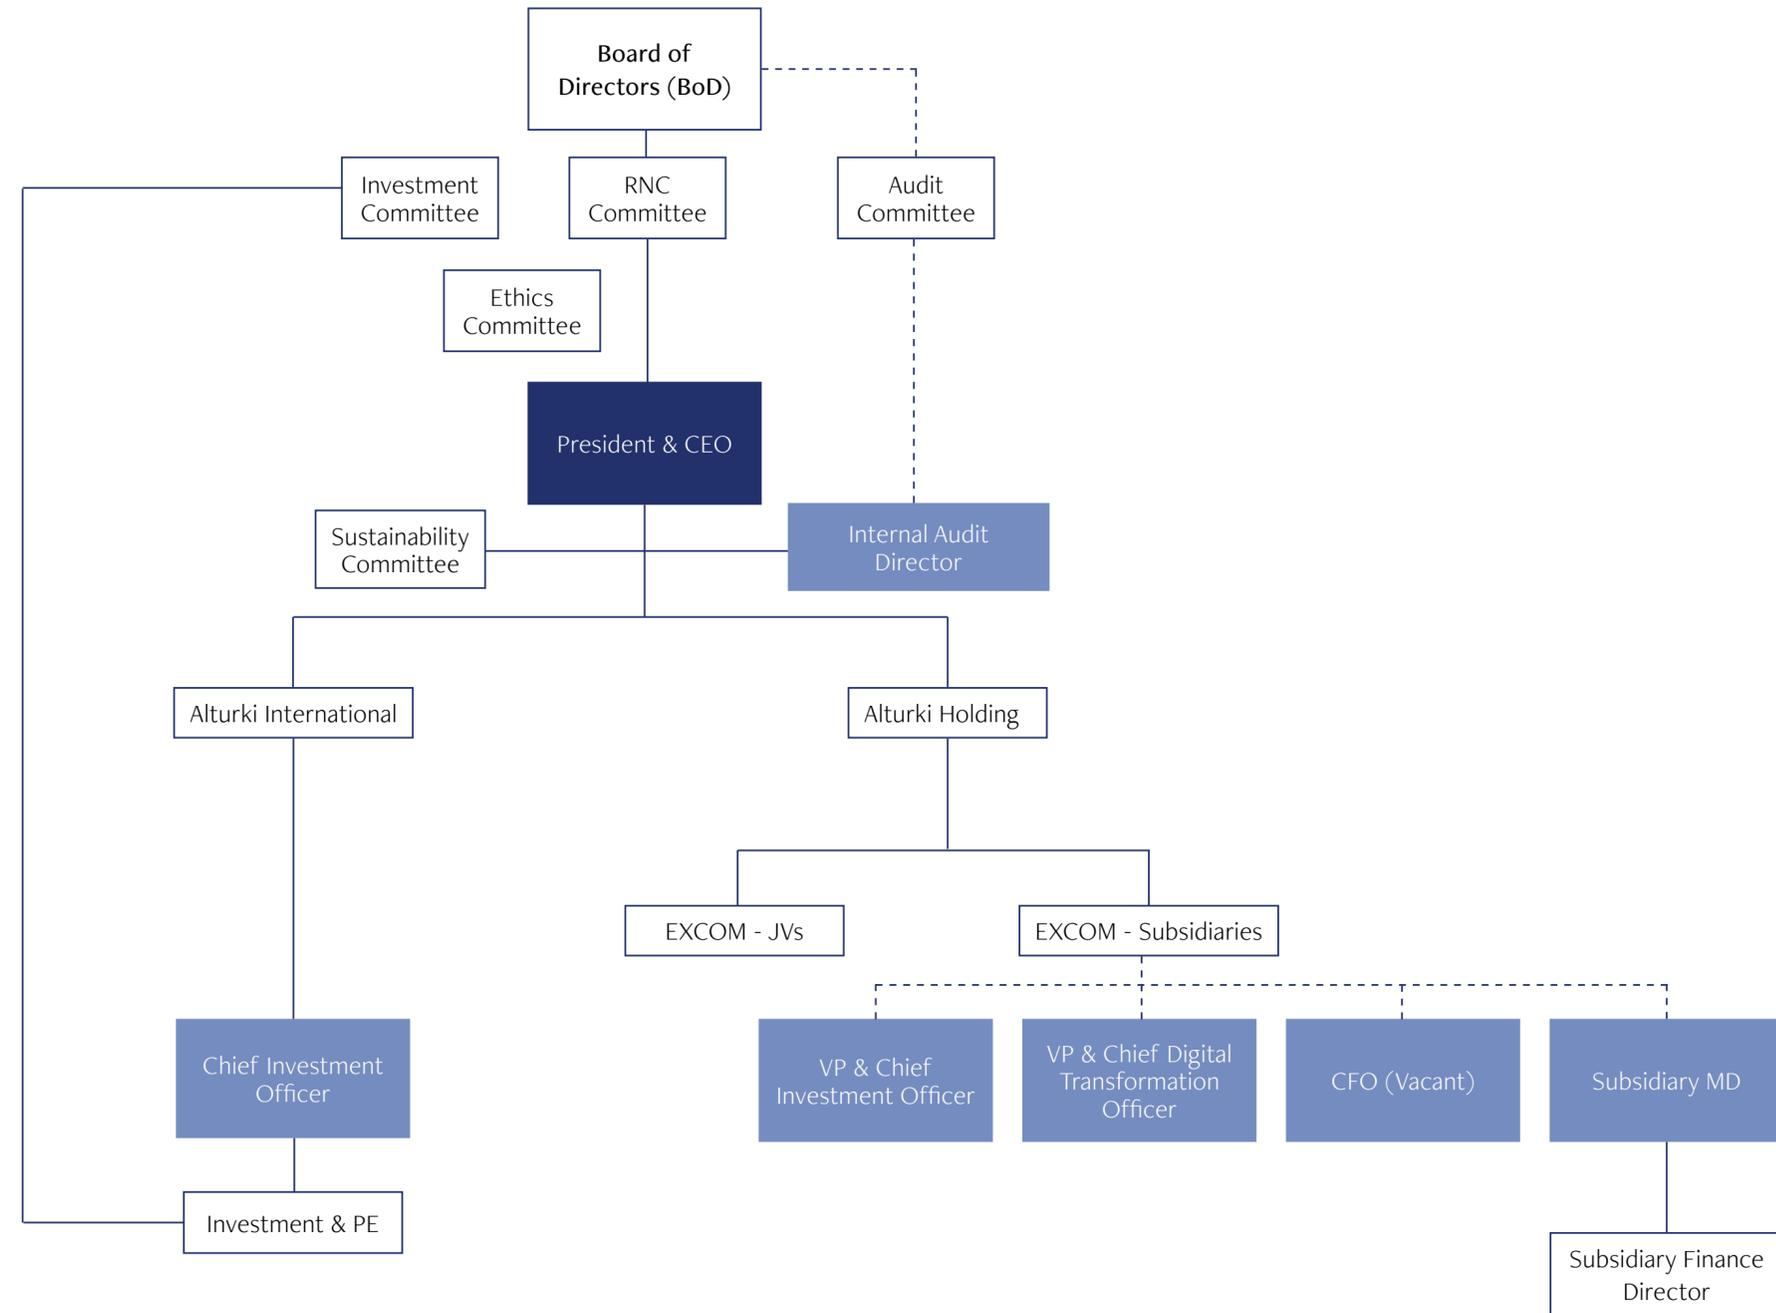 Board of
Directors (BoD)
Investment
Committee
RNC
Committee
Audit
Committee
Ethics
Committee
President & CEO
Sustainability
Committee
Internal Audit
Director
Alturki International
Alturki Holding
EXCOM - JVs
EXCOM - Subsidiaries
Chief Investment
Officer
VP & Chief
Investment Officer
VP & Chief Digital
Transformation
Officer
CFO (Vacant)
Subsidiary MD
Investment & PE
Subsidiary Finance
Director